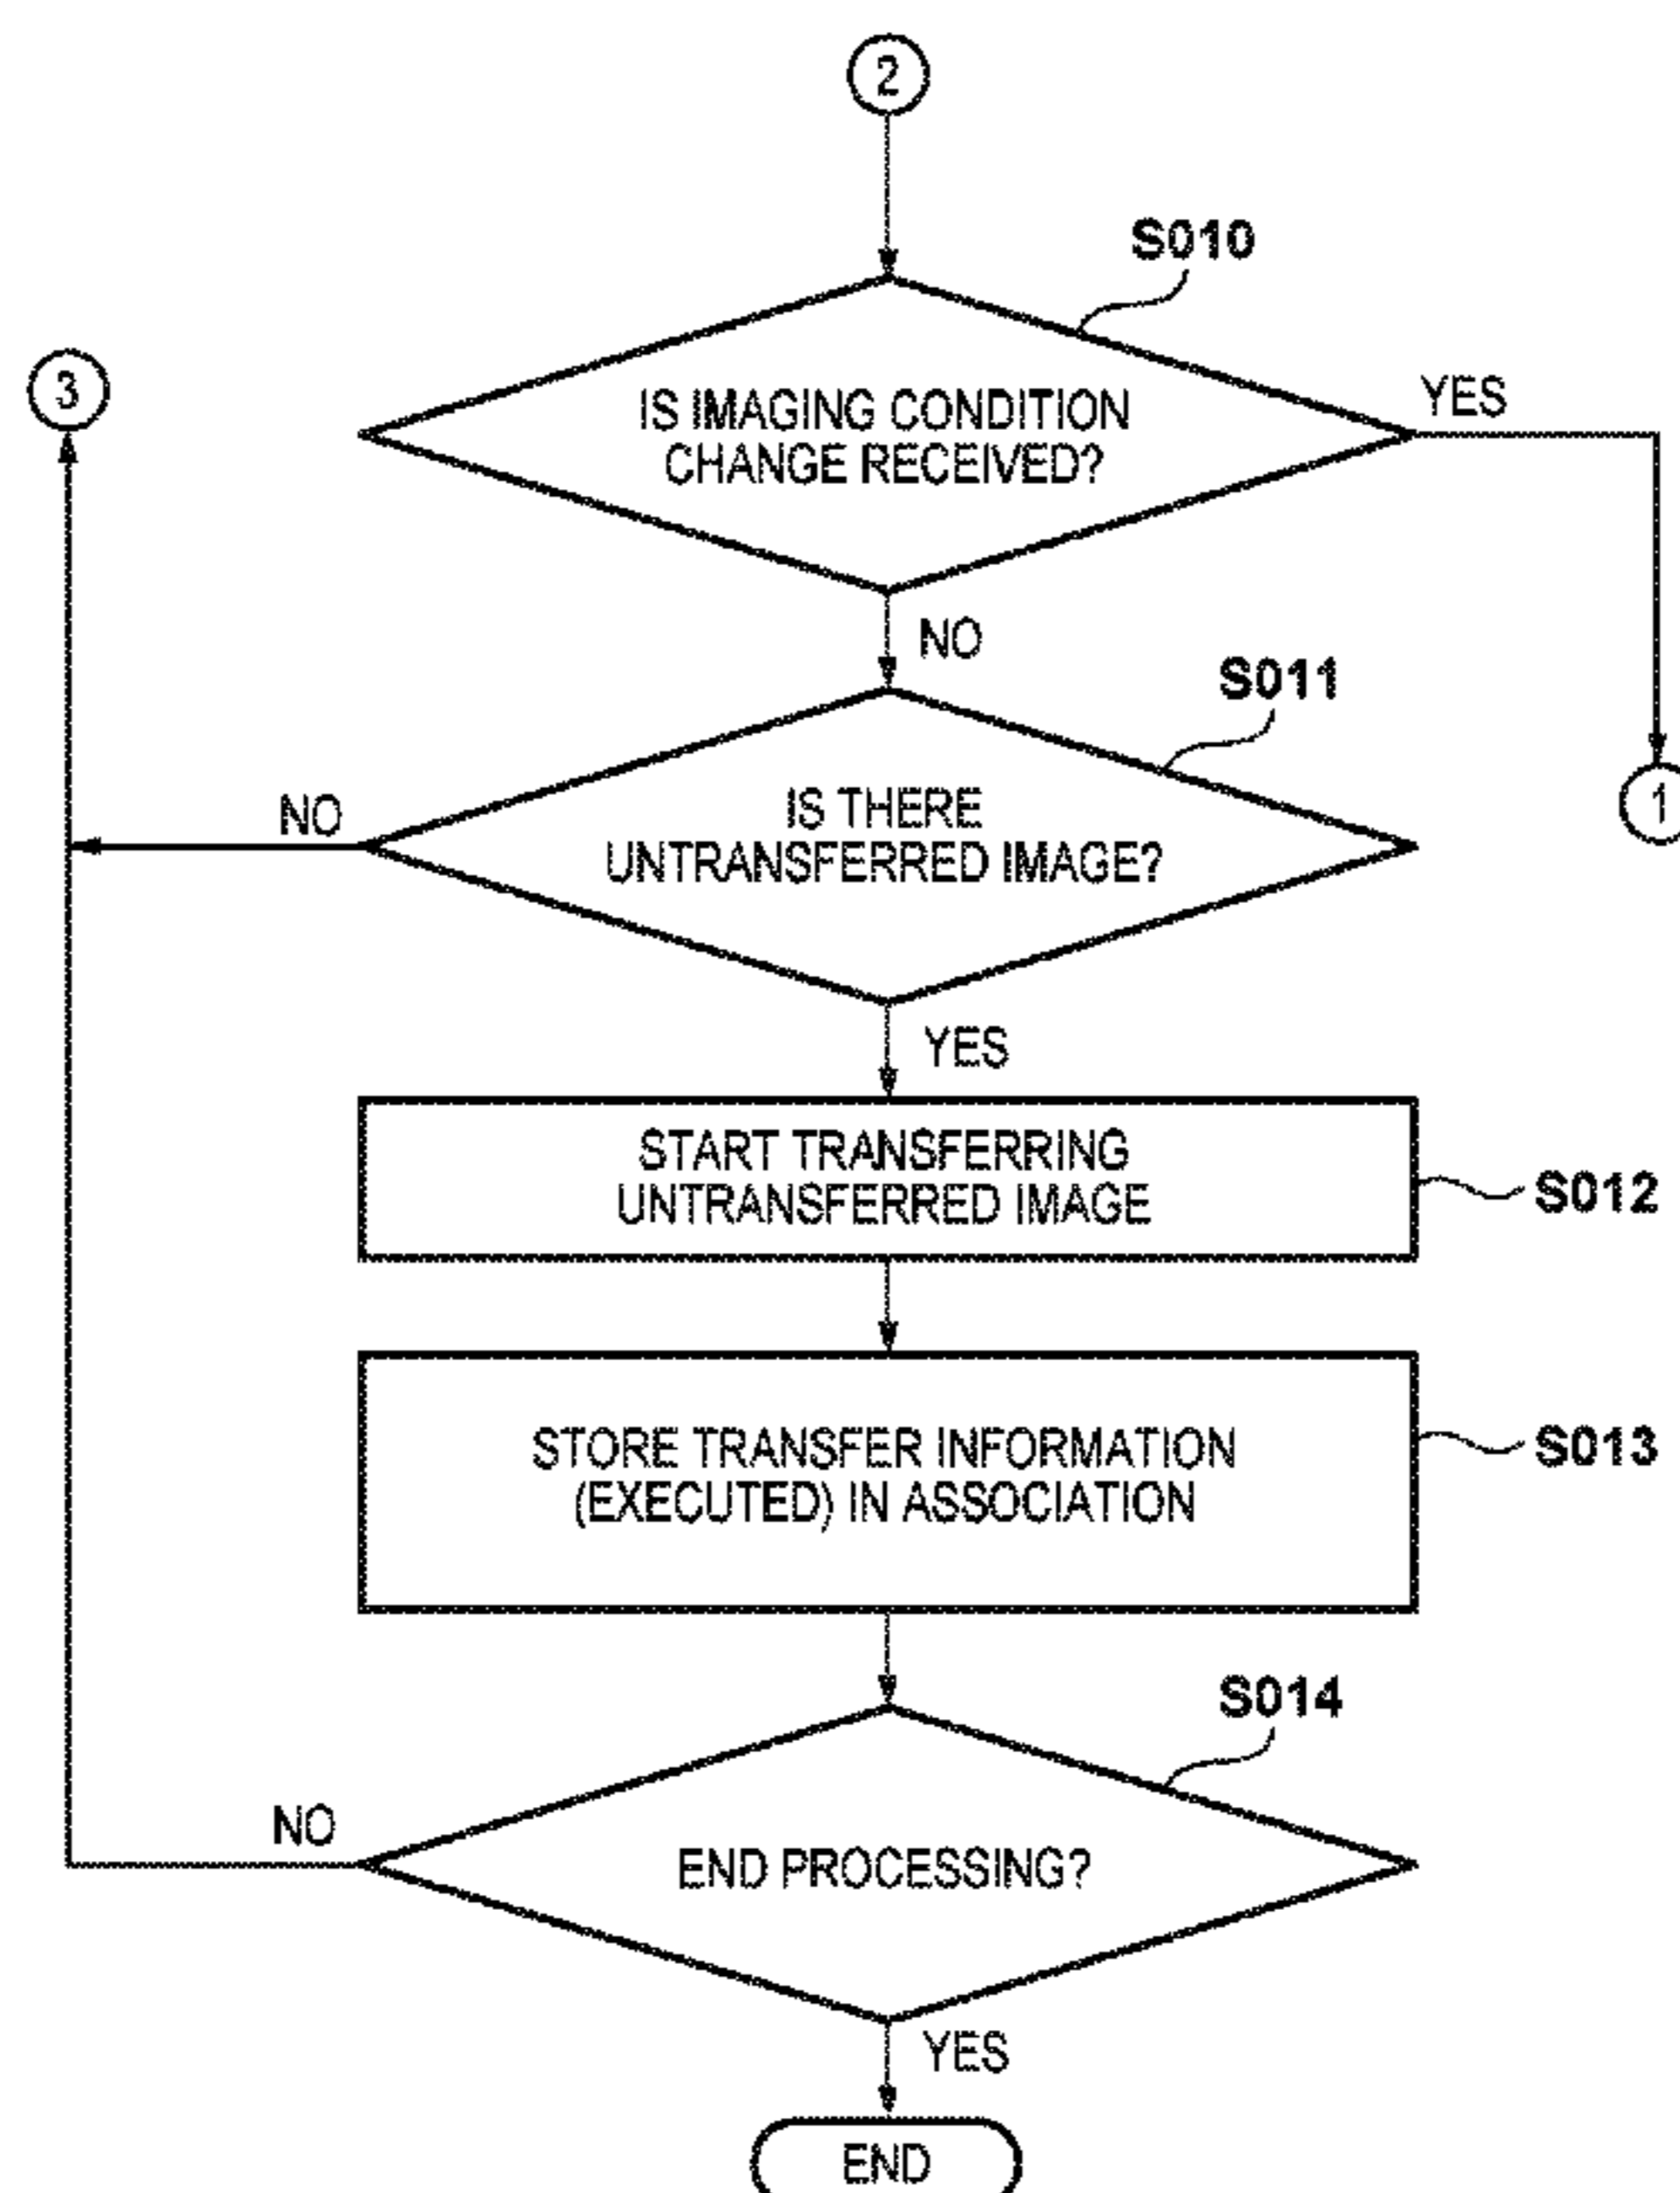 2
S010
3
IS IMAGING CONDITION
CHANGE RECEIVED?
YES
NO
S011
1
NO
IS THERE
UNTRANSFERRED IMAGE?
YES
START TRANSFERRING
UNTRANSFERRED IMAGE
S012
STORE TRANSFER INFORMATION
(EXECUTED) IN ASSOCIATION
S013
S014
NO
END PROCESSING?
YES
END